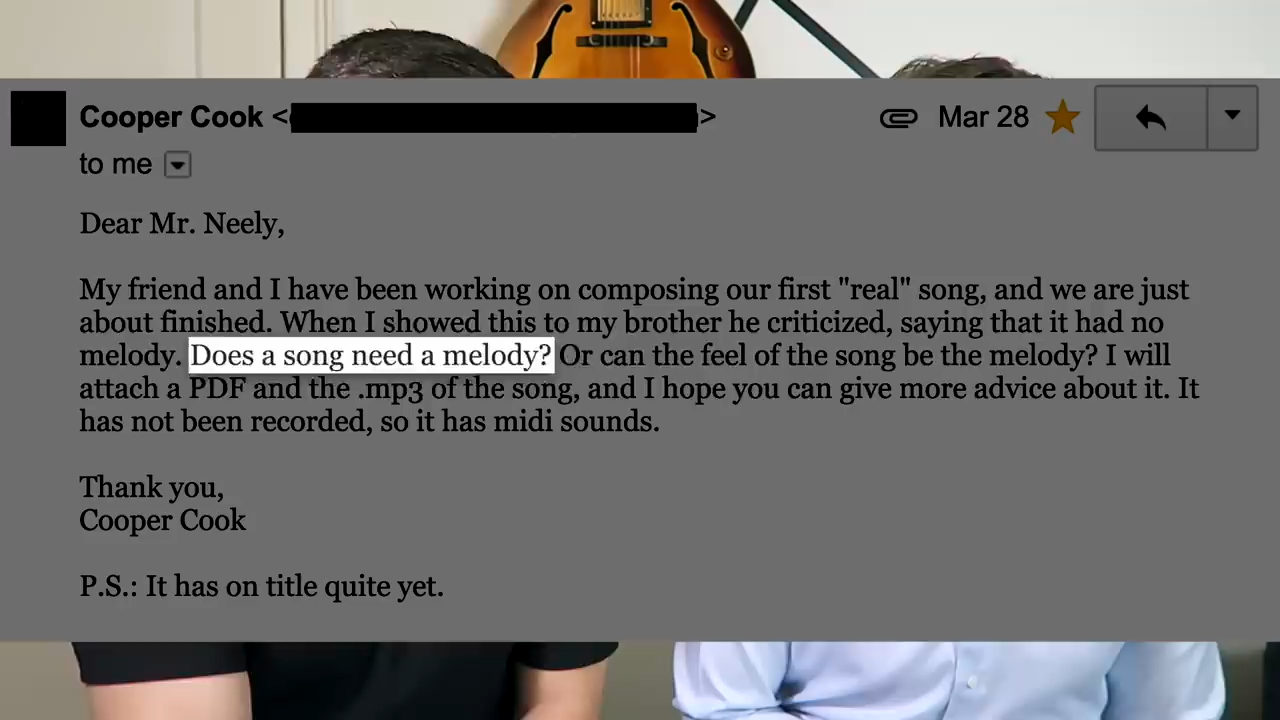 Cooper Cook < >
Mar 28
to me
Dear Mr. Neely,
My friend and I have been working on composing our first "real" song, and we are just
about finished. When I showed this to my brother he criticized, saying that it had no
melody. Does a song need a melody? Or can the feel of the song be the melody? I will
attach a PDF and the .mp3 of the song, and I hope you can give more advice about it. It
has not been recorded, so it has midi sounds.
Thank you,
Cooper Cook
P.S.: It has on title quite yet.